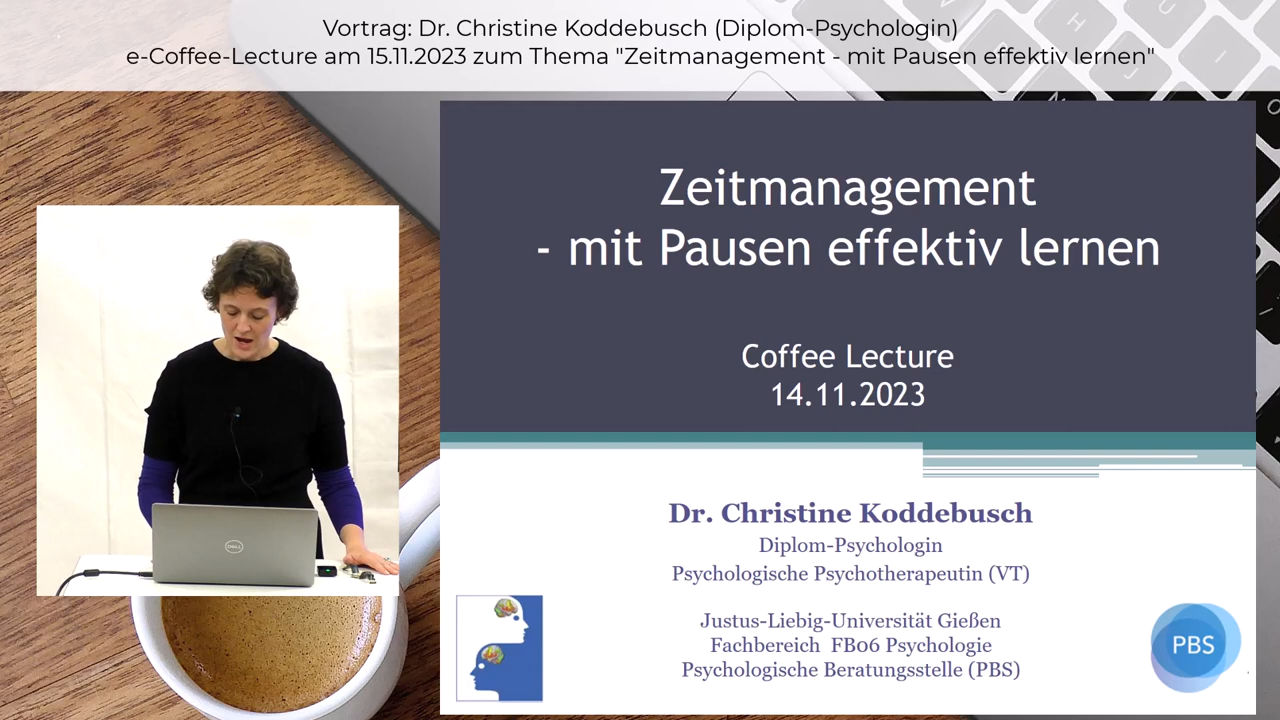 Vortrag: Dr. Christine Koddebusch (Diplom-Psychologin)
e-Coffee-Lecture am 15.11.2023 zum Thema "Zeitmanagement - mit Pausen effektiv lernen"
Zeitmanagement
- mit Pausen effektiv lernen
Coffee Lecture
14.11.2023
Dr. Christine Koddebusch
Diplom-Psychologin
Psychologische Psychotherapeutin (VT)
Justus-Liebig-Universität Gießen
Fachbereich FB06 Psychologie
Psychologische Beratungsstelle (PBS)
PBS
DELL